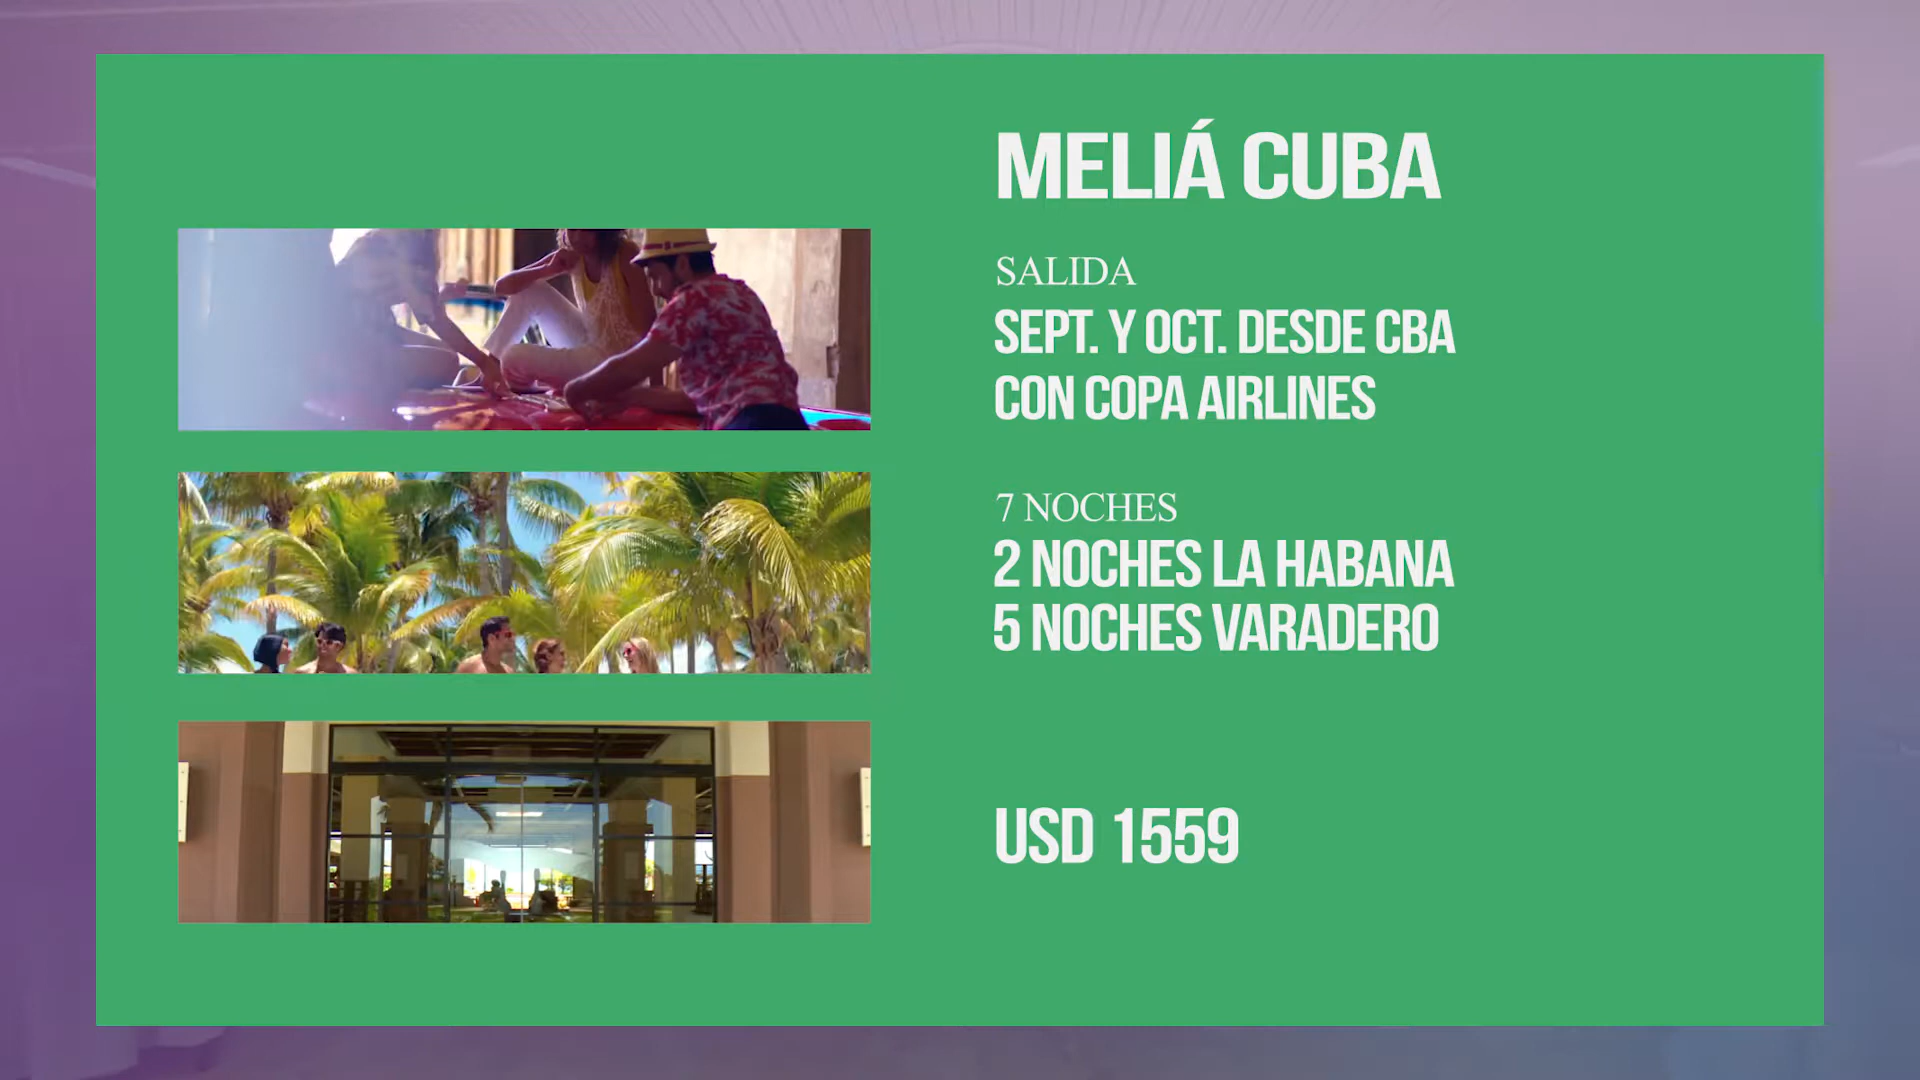 MELIÁ CUBA
SALIDA
SEPT. Y OCT. DESDE CBA
CON COPA AIRLINES
7 NOCHES
2 NOCHES LA HABANA
5 NOCHES VARADERO
USD 1559